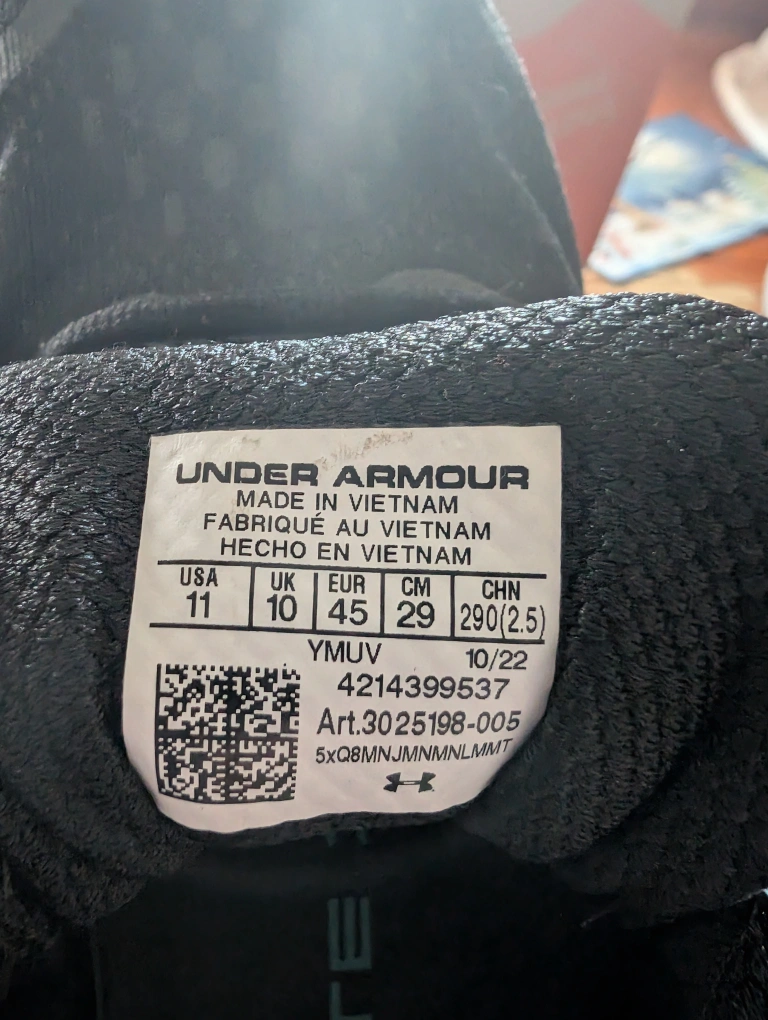 UNDER ARMOUR
MADE IN VIETNAM
FABRIQUÉ AU VIETNAM
HECHO EN VIETNAM
USA UK EUR CM CHN
11 10 45 29 290(2.5)
YMUV 10/22
4214399537
Art.3025198-005
5xQ8MNJMNMNLMMT